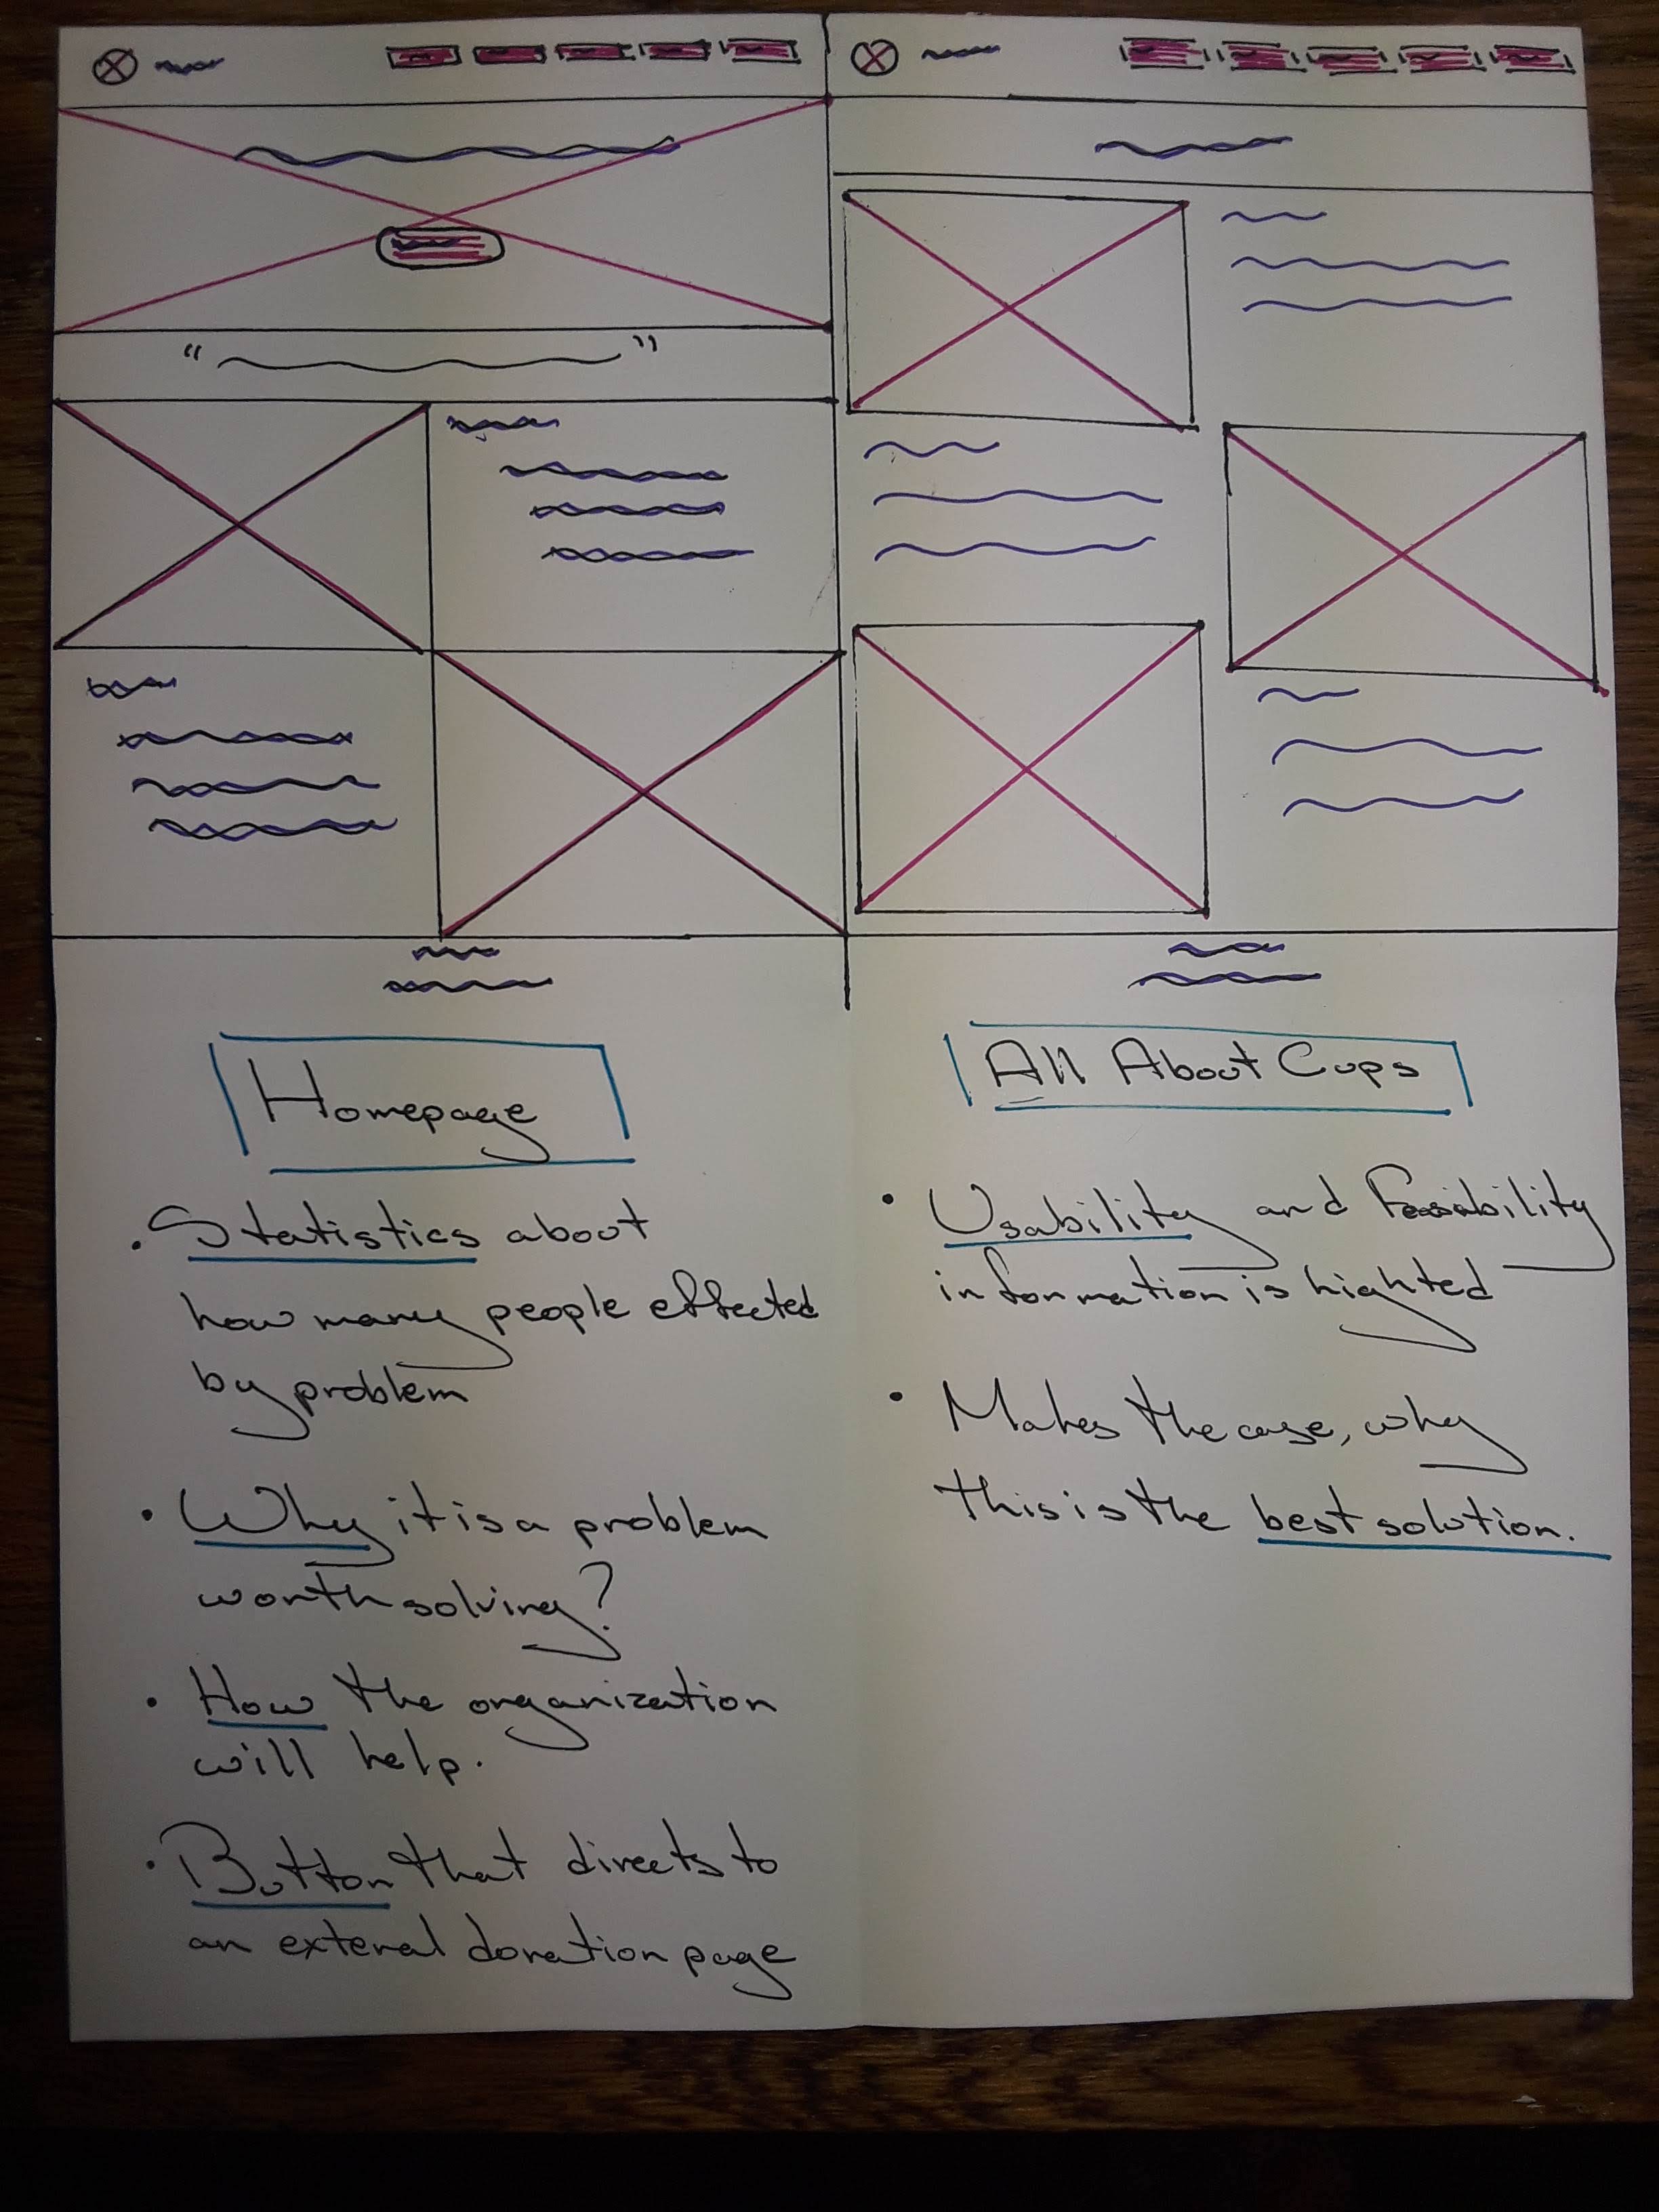 Homepage
• Statistics about
how many people effected
by problem
• Why it is a problem
worth solving?
• How the organization
will help.
• Button that directs to
an external donation page
All About Cups
• Usability and Feasibility
information is highted
• Makes the case, why
this is the best solution.